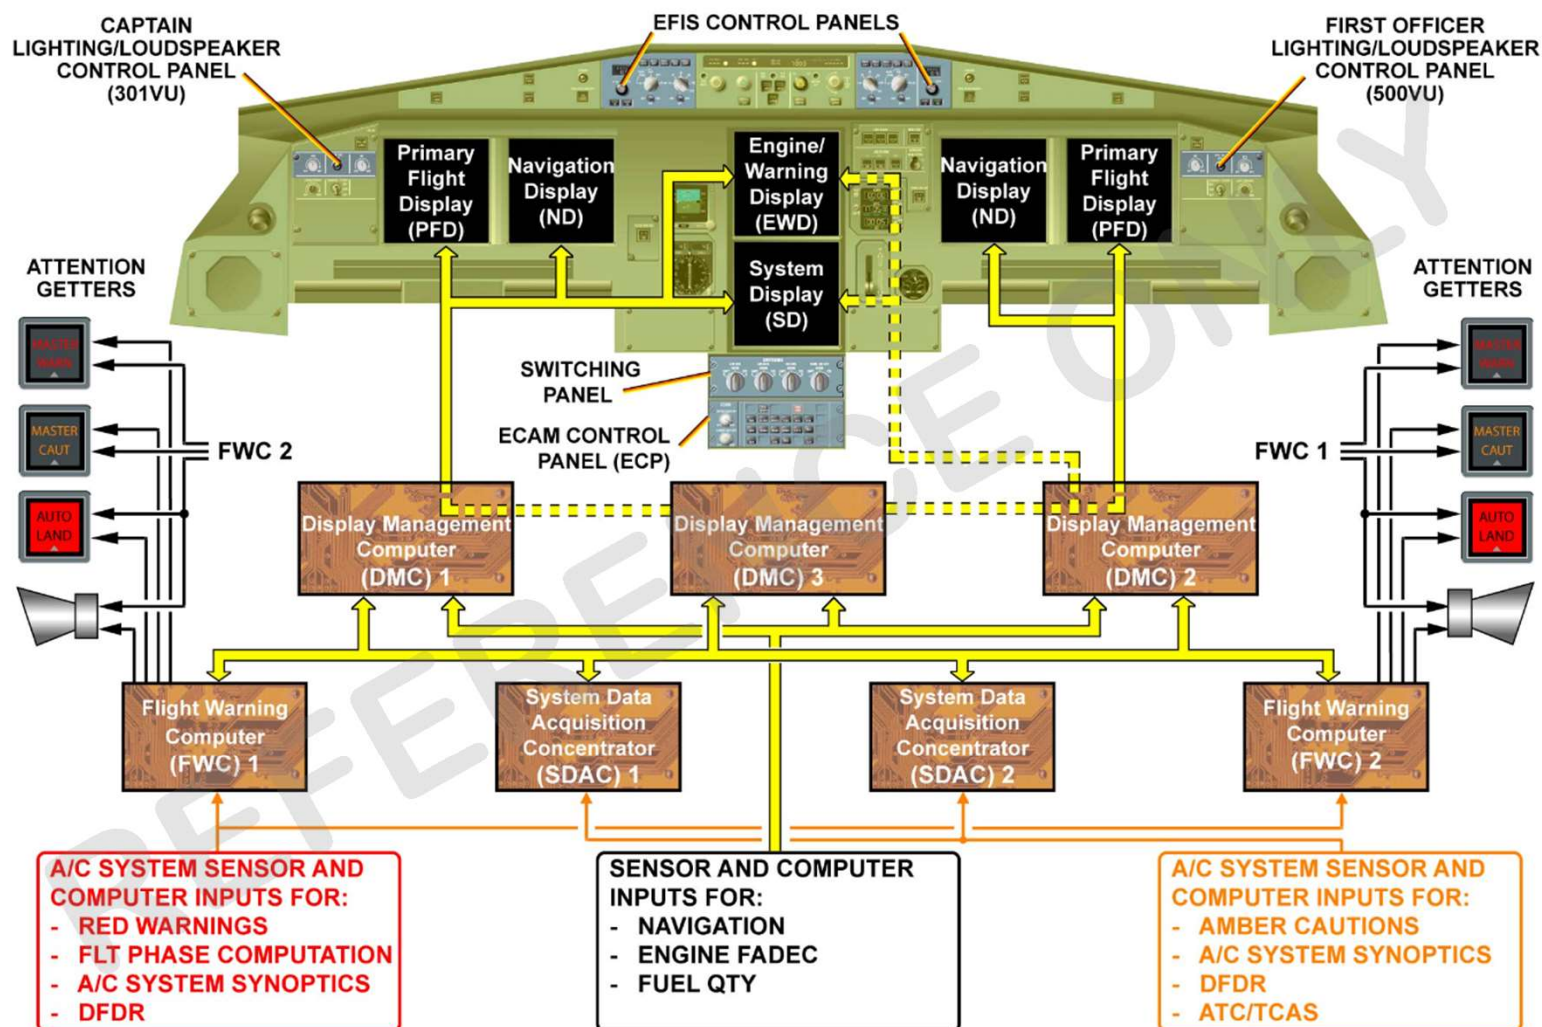 CAPTAIN
LIGHTING/LOUDSPEAKER
CONTROL PANEL
(301VU)
EFIS CONTROL PANELS
FIRST OFFICER
LIGHTING/LOUDSPEAKER
CONTROL PANEL
(500VU)
Primary
Flight
Display
(PFD)
Navigation
Display
(ND)
Engine/
Warning
Display
(EWD)
Navigation
Display
(ND)
Primary
Flight
Display
(PFD)
System
Display
(SD)
ATTENTION
GETTERS
ATTENTION
GETTERS
MASTER
WARN
MASTER
WARN
SWITCHING
PANEL
ECAM CONTROL
PANEL (ECP)
MASTER
CAUT
FWC 2
FWC 1
MASTER
CAUT
AUTO
LAND
AUTO
LAND
Display Management
Computer
(DMC) 1
Display Management
Computer
(DMC) 3
Display Management
Computer
(DMC) 2
Flight Warning
Computer
(FWC) 1
System Data
Acquisition
Concentrator
(SDAC) 1
System Data
Acquisition
Concentrator
(SDAC) 2
Flight Warning
Computer
(FWC) 2
A/C SYSTEM SENSOR AND
COMPUTER INPUTS FOR:
- RED WARNINGS
- FLT PHASE COMPUTATION
- A/C SYSTEM SYNOPTICS
- DFDR
SENSOR AND COMPUTER
INPUTS FOR:
- NAVIGATION
- ENGINE FADEC
- FUEL QTY
A/C SYSTEM SENSOR AND
COMPUTER INPUTS FOR:
- AMBER CAUTIONS
- A/C SYSTEM SYNOPTICS
- DFDR
- ATC/TCAS
REFERENCE ONLY